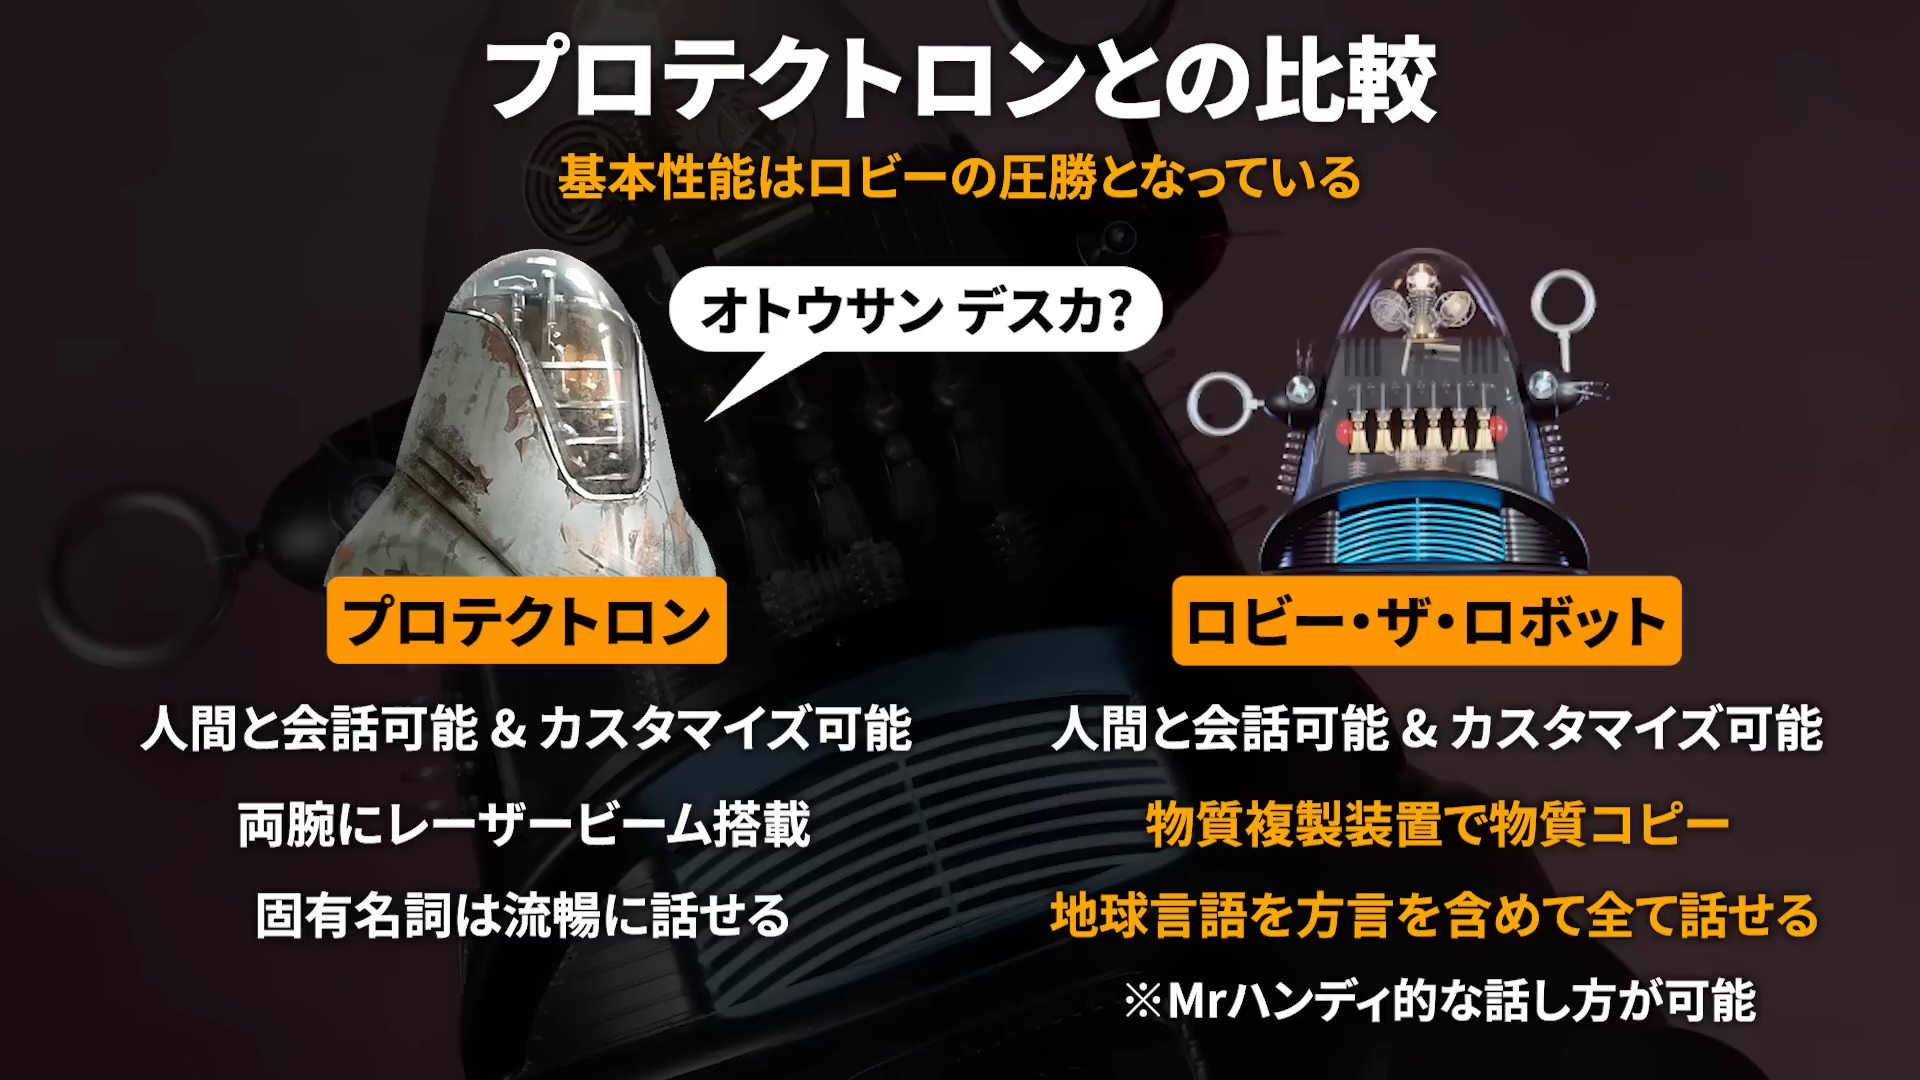 プロテクトロンとの比較
基本性能はロビーの圧勝となっている
オトウサン デスカ?
プロテクトロン
ロビー・ザ・ロボット
人間と会話可能 & カスタマイズ可能
両腕にレーザービーム搭載
固有名詞は流暢に話せる
人間と会話可能 & カスタマイズ可能
物質複製装置で物質コピー
地球言語を方言を含めて全て話せる
※Mrハンディ的な話し方が可能